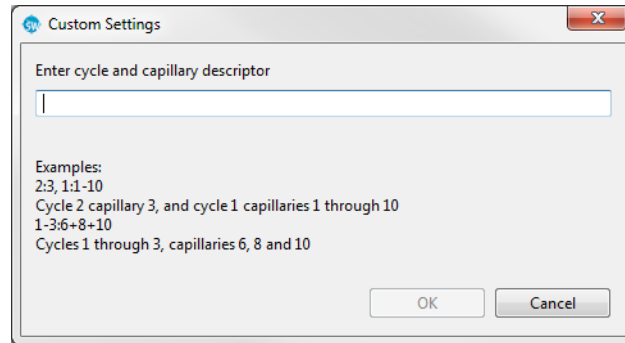 SW Custom Settings
Enter cycle and capillary descriptor
Examples:
2:3, 1:1-10
Cycle 2 capillary 3, and cycle 1 capillaries 1 through 10
1-3:6+8+10
Cycles 1 through 3, capillaries 6, 8 and 10
OK Cancel